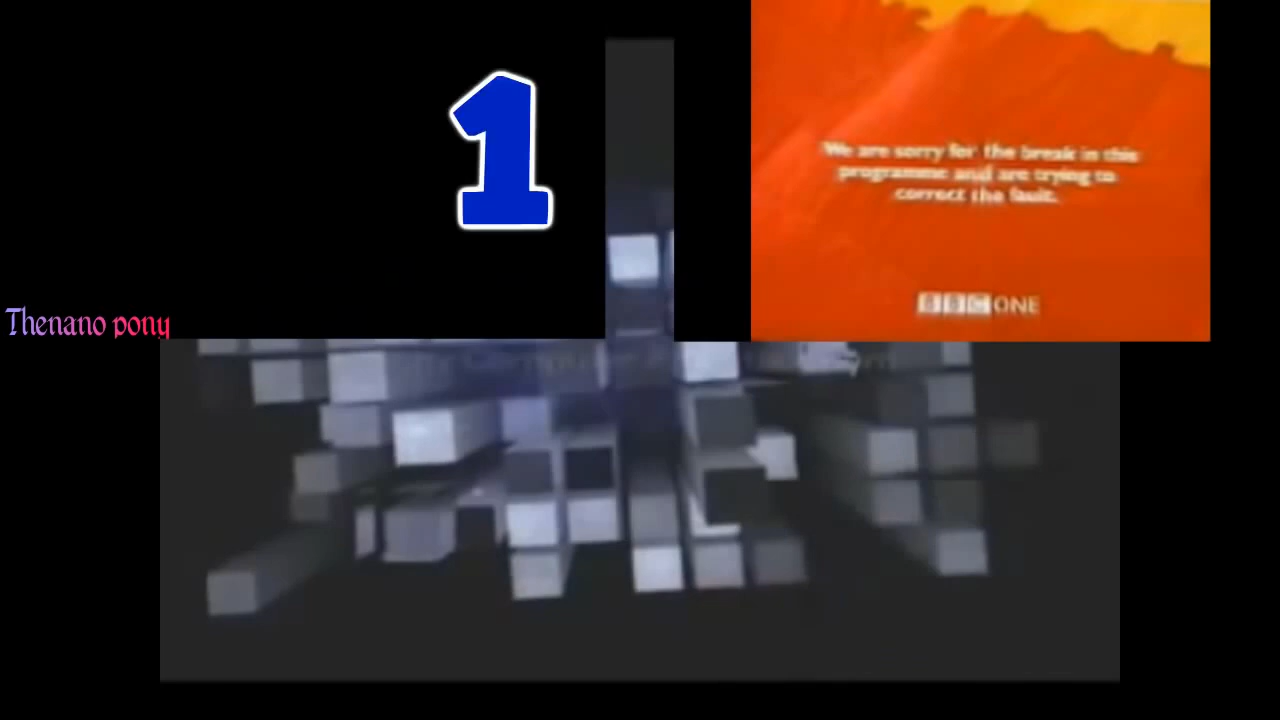 1
We are sorry for the break in this
programme and are trying to
correct the fault.
BBC ONE
Thenano pony